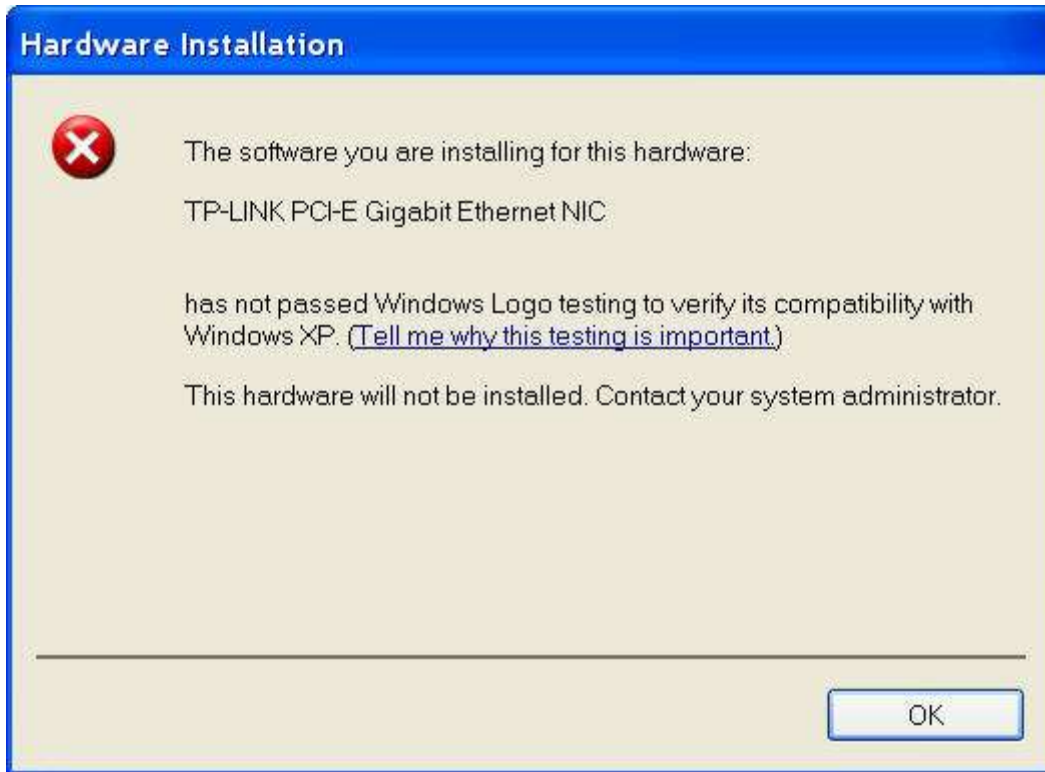 Hardware Installation
The software you are installing for this hardware:
TP-LINK PCI-E Gigabit Ethernet NIC
has not passed Windows Logo testing to verify its compatibility with
Windows XP. (Tell me why this testing is important.)
This hardware will not be installed. Contact your system administrator.
OK